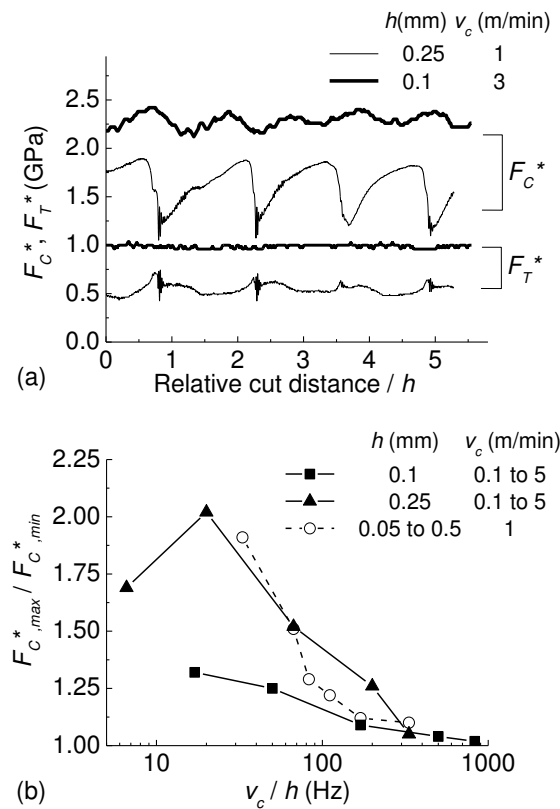 h(mm) v_c (m/min)
0.25 1
0.1 3
2.5
2.0
1.5
1.0
0.5
0.0
F_C*, F_T* (GPa)
F_C*
F_T*
0 1 2 3 4 5
(a)
Relative cut distance / h
h (mm) v_c (m/min)
0.1 0.1 to 5
0.25 0.1 to 5
0.05 to 0.5 1
2.25
2.00
1.75
1.50
1.25
1.00
F_C*,max / F_C*,min
10 100 1000
(b)
v_c / h (Hz)